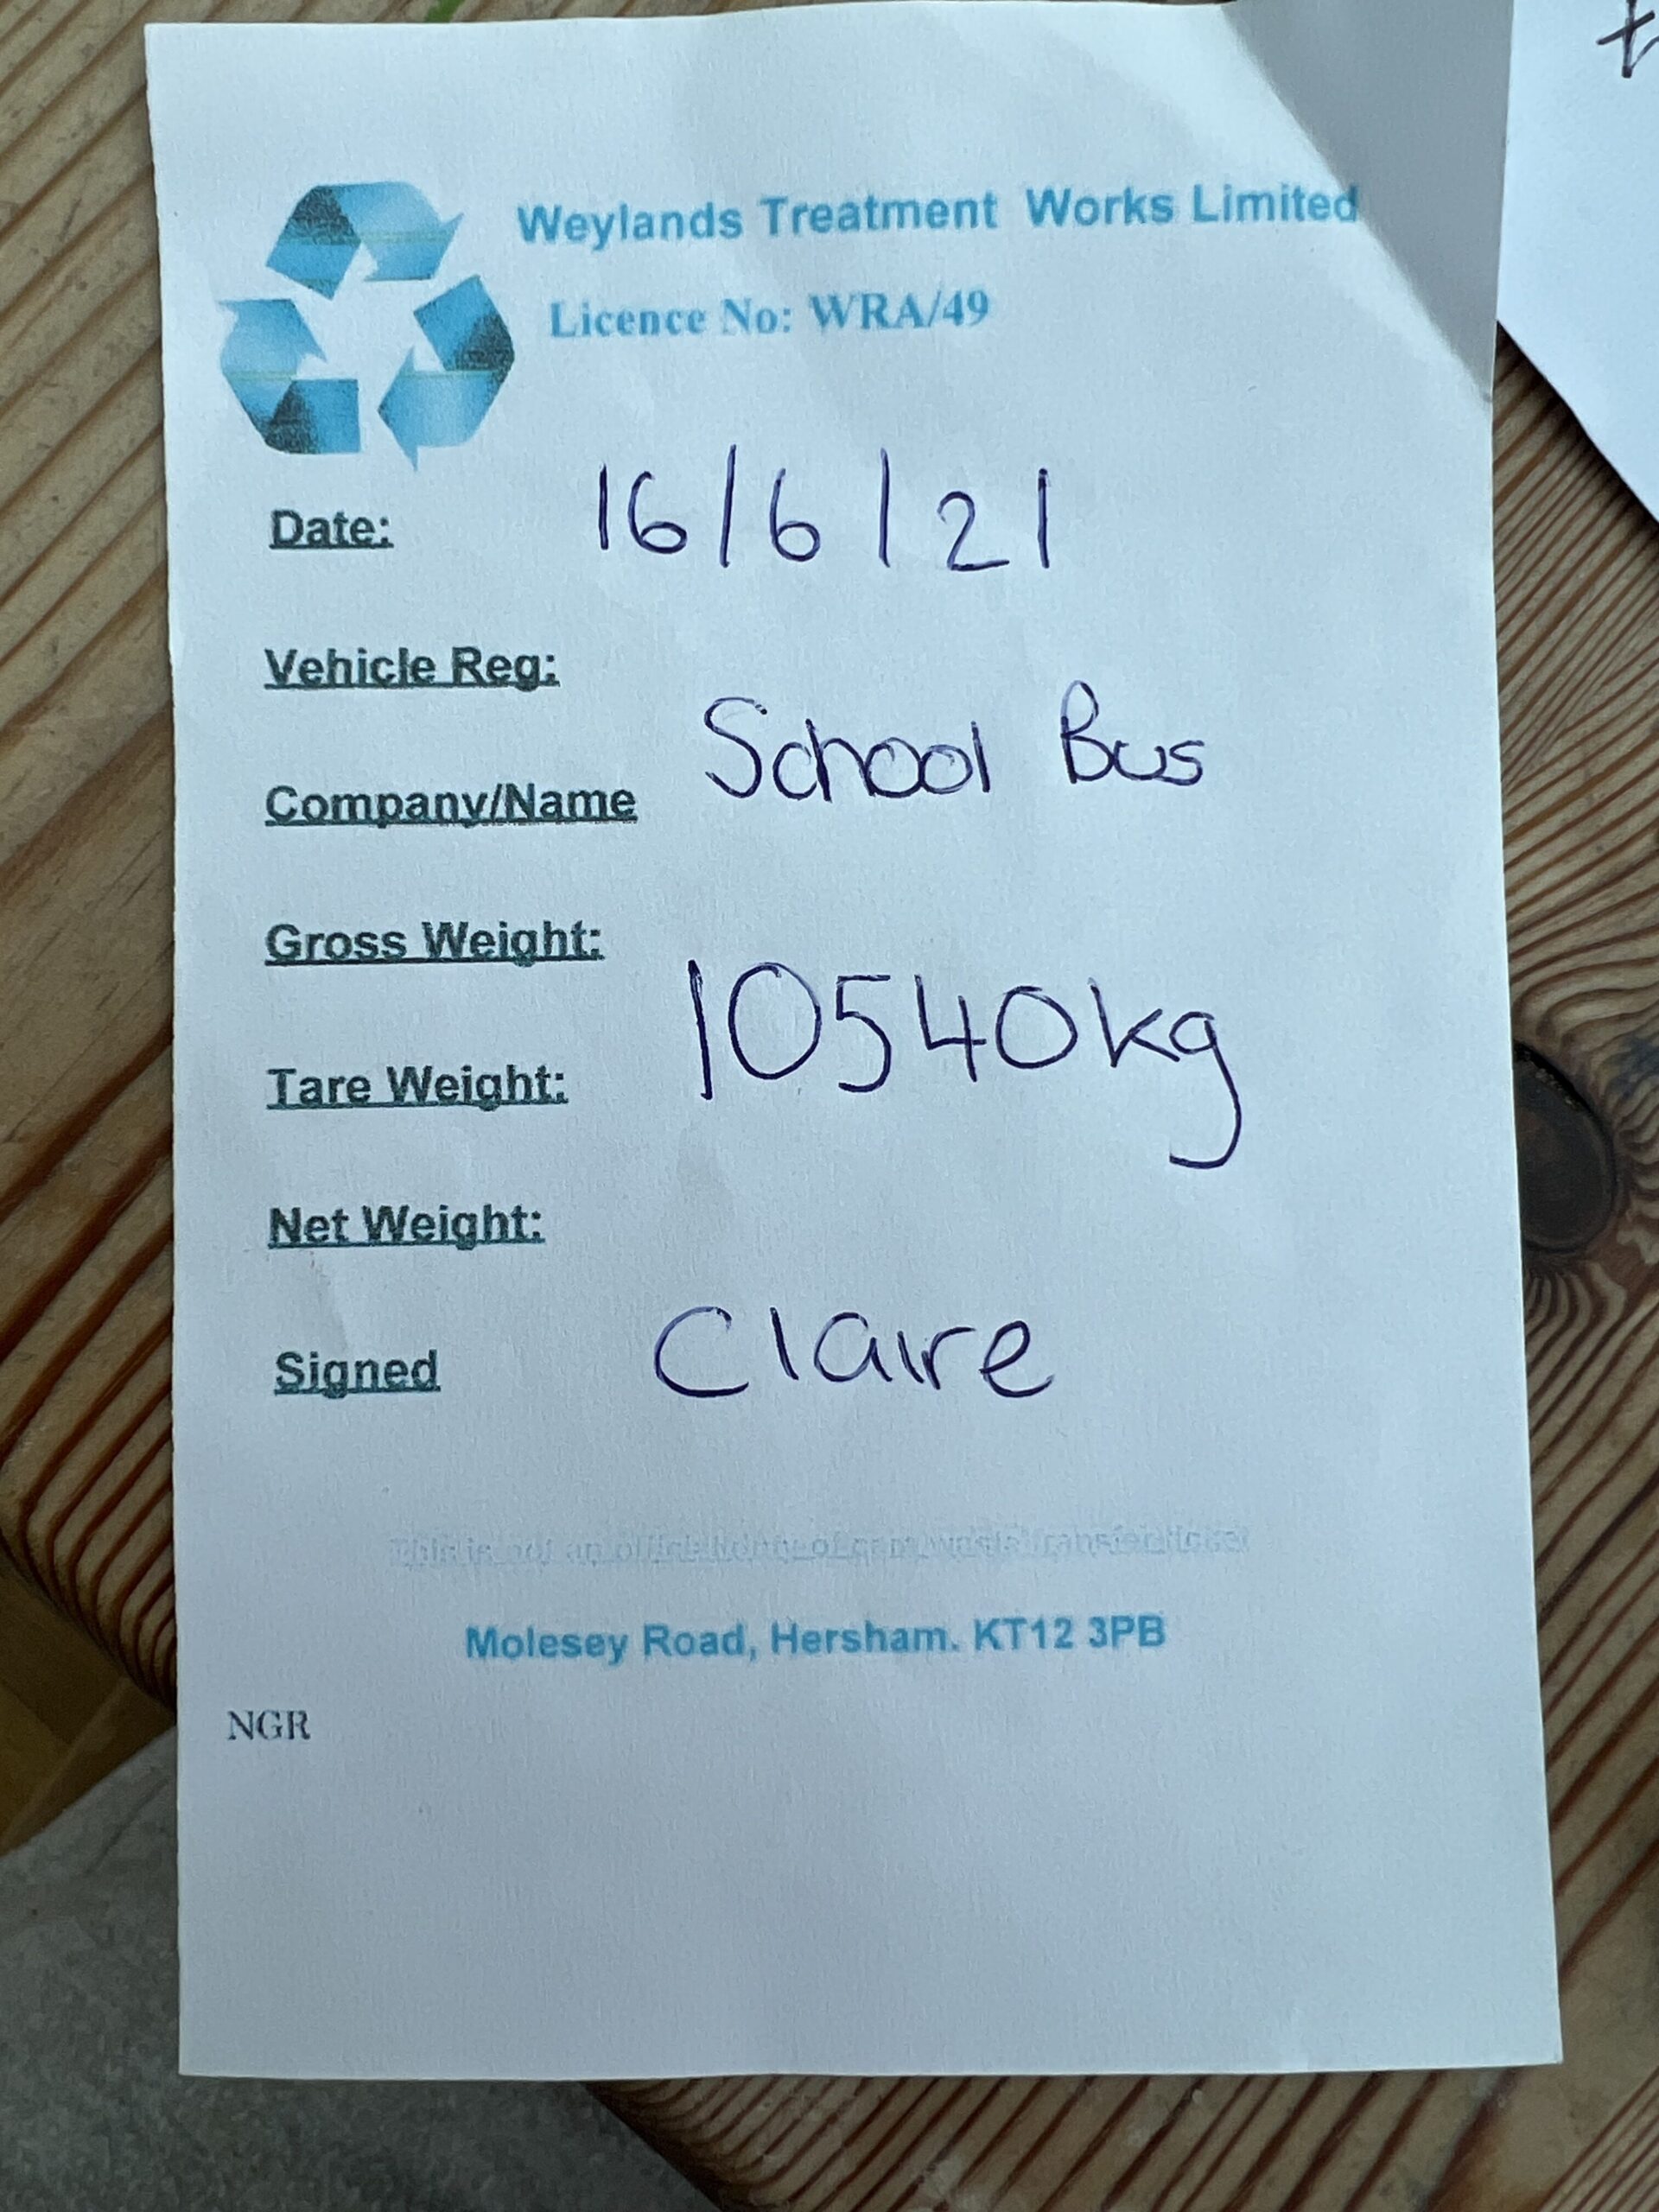 Weylands Treatment Works Limited
Licence No: WRA/49
Date: 16/6/21
Vehicle Reg:
School Bus
Company/Name
Gross Weight:
10540kg
Tare Weight:
Net Weight:
Signed Claire
Molesey Road, Hersham. KT12 3PB
NGR